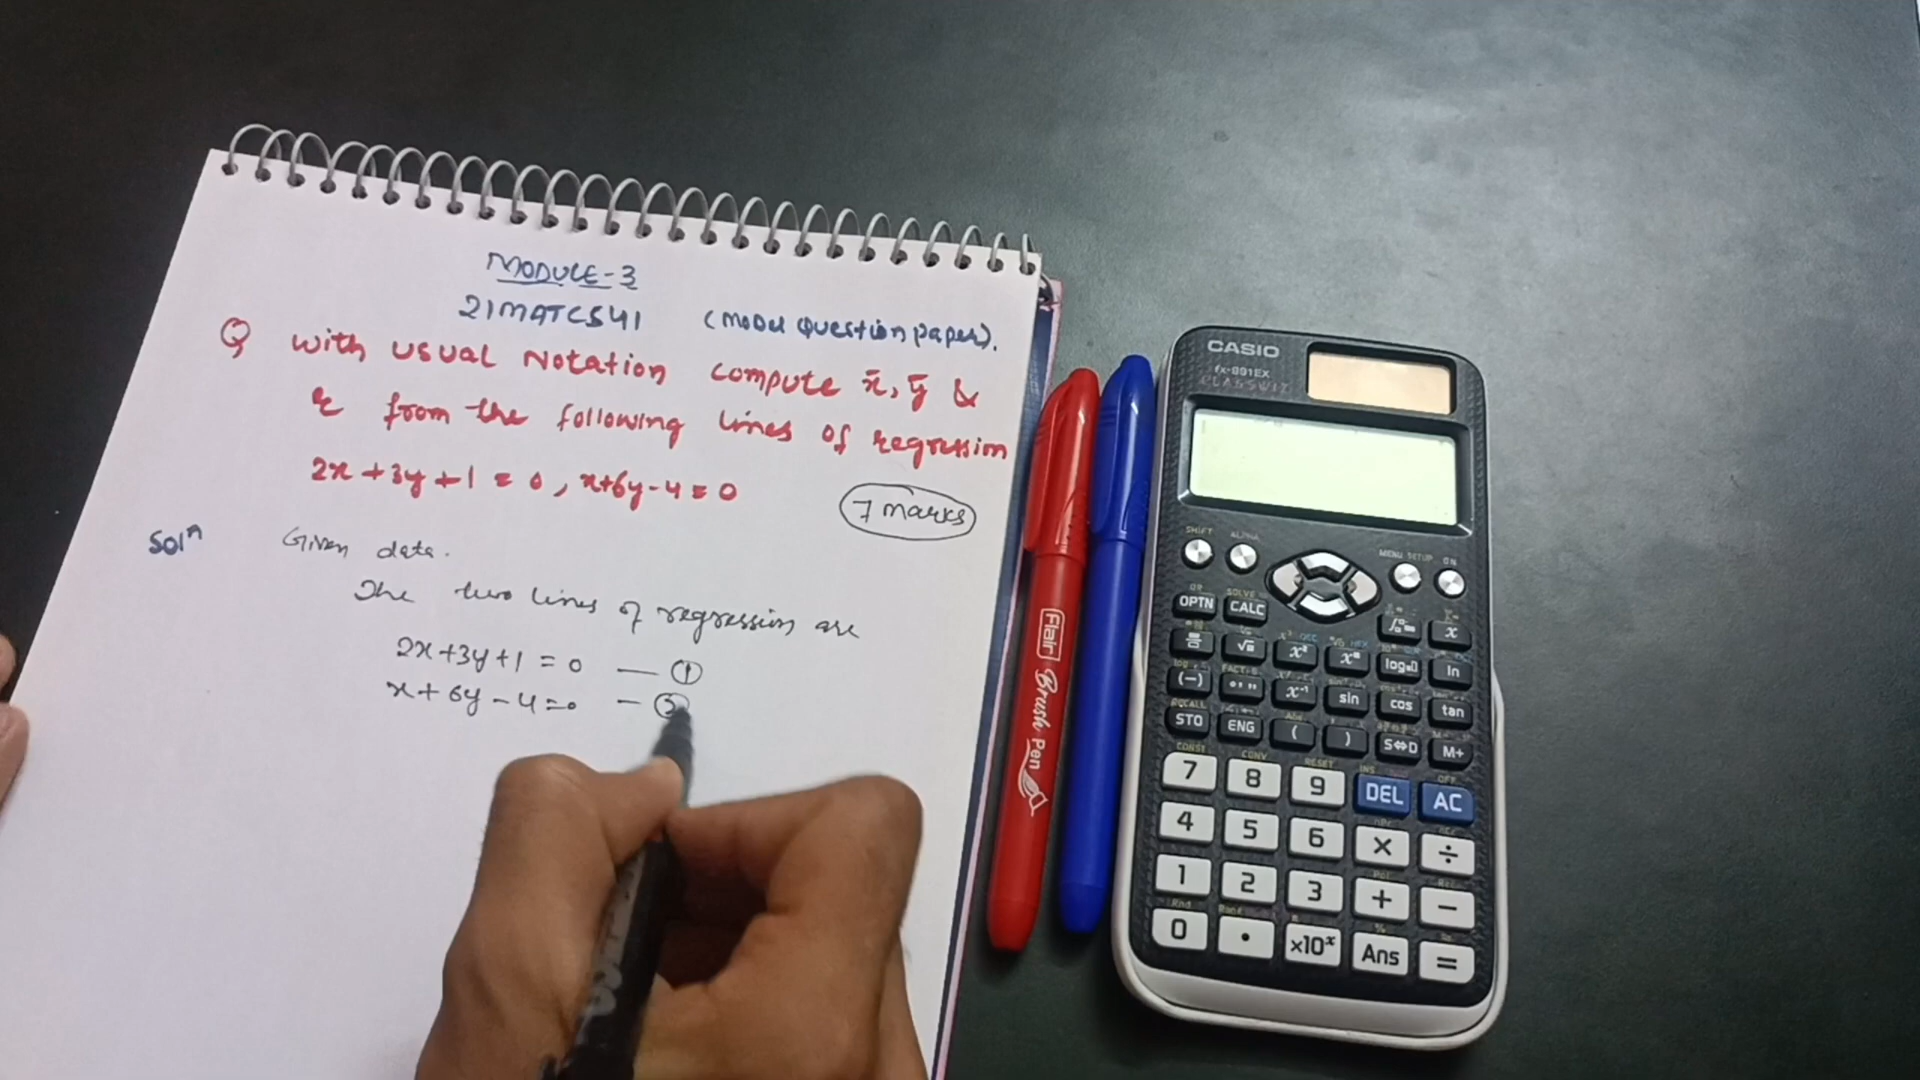 MODULE-3
21MATCS41 (Model Question paper).
Q with usual Notation compute x̄, ȳ &
r from the following lines of regression
2x + 3y + 1 = 0, x+6y-4=0
7 marks
Solⁿ Given data.
The two lines of regression are
2x+3y+1 = 0 — ①
x + 6y - 4 = 0 - ②
Flair Brush Pen
CASIO
fx-991EX
CLASSWIZ
SHIFT ALPHA MENU SETUP ON
OPTN CALC x
√ x² log ln
(-) x⁻¹ sin cos tan
STO ENG ( ) S⇔D M+
7 8 9 DEL AC
4 5 6 × ÷
1 2 3 + −
0 • ×10ˣ Ans =